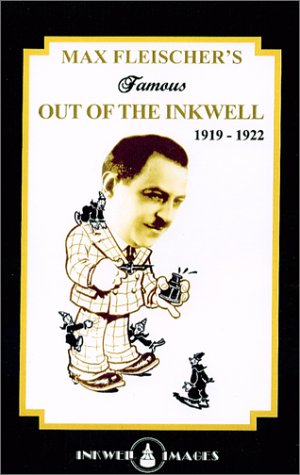 MAX FLEISCHER'S
Famous
OUT OF THE INKWELL
1919 - 1922
INKWELL IMAGES